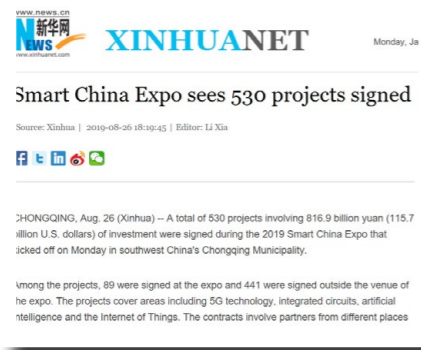 www.news.cn
新华网
NEWS
www.xinhuanet.com
XINHUANET
Monday, Ja
Smart China Expo sees 530 projects signed
Source: Xinhua | 2019-08-26 18:19:45 | Editor: Li Xia
CHONGQING, Aug. 26 (Xinhua) -- A total of 530 projects involving 816.9 billion yuan (115.7
illion U.S. dollars) of investment were signed during the 2019 Smart China Expo that
icked off on Monday in southwest China's Chongqing Municipality.
Among the projects, 89 were signed at the expo and 441 were signed outside the venue of
he expo. The projects cover areas including 5G technology, integrated circuits, artificial
ntelligence and the Internet of Things. The contracts involve partners from different places